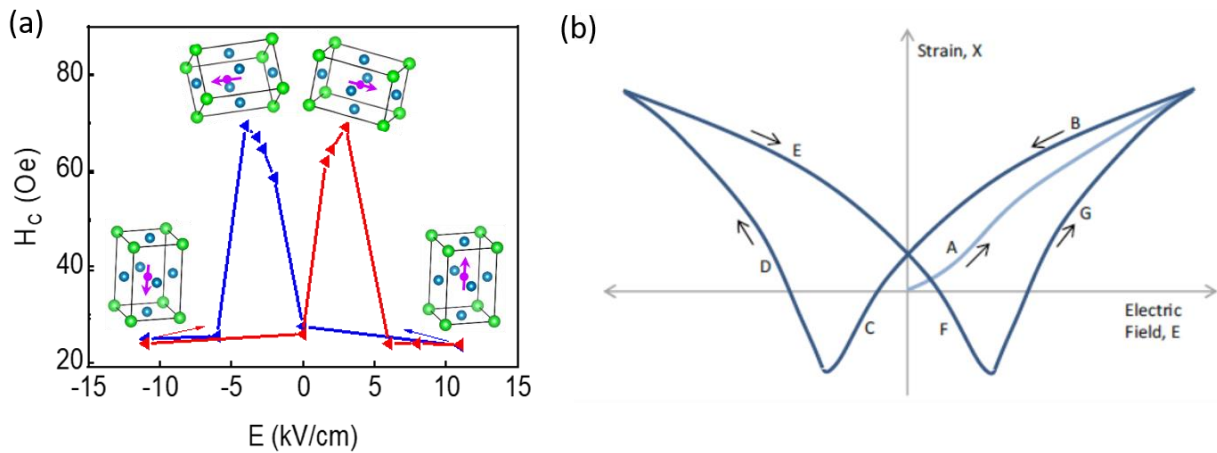 (a)
H_C (Oe)
80
60
40
20
-15 -10 -5 0 5 10 15
E (kV/cm)
(b)
Strain, X
B
E
A
G
D
C
F
Electric
Field, E